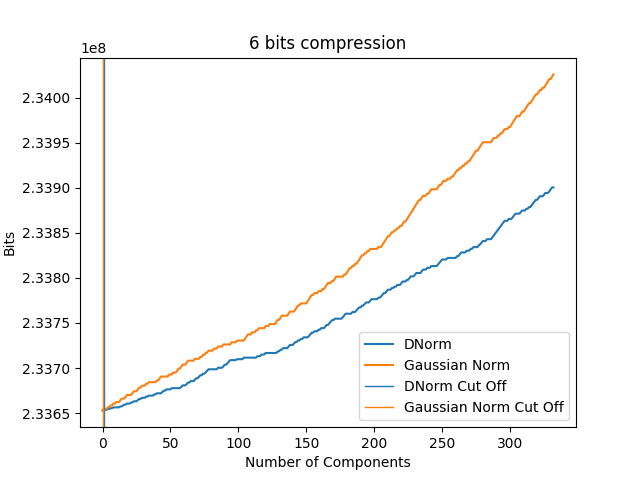 6 bits compression
1e8
2.3400
2.3395
2.3390
2.3385
2.3380
2.3375
2.3370
2.3365
Bits
0 50 100 150 200 250 300
Number of Components
DNorm
Gaussian Norm
DNorm Cut Off
Gaussian Norm Cut Off